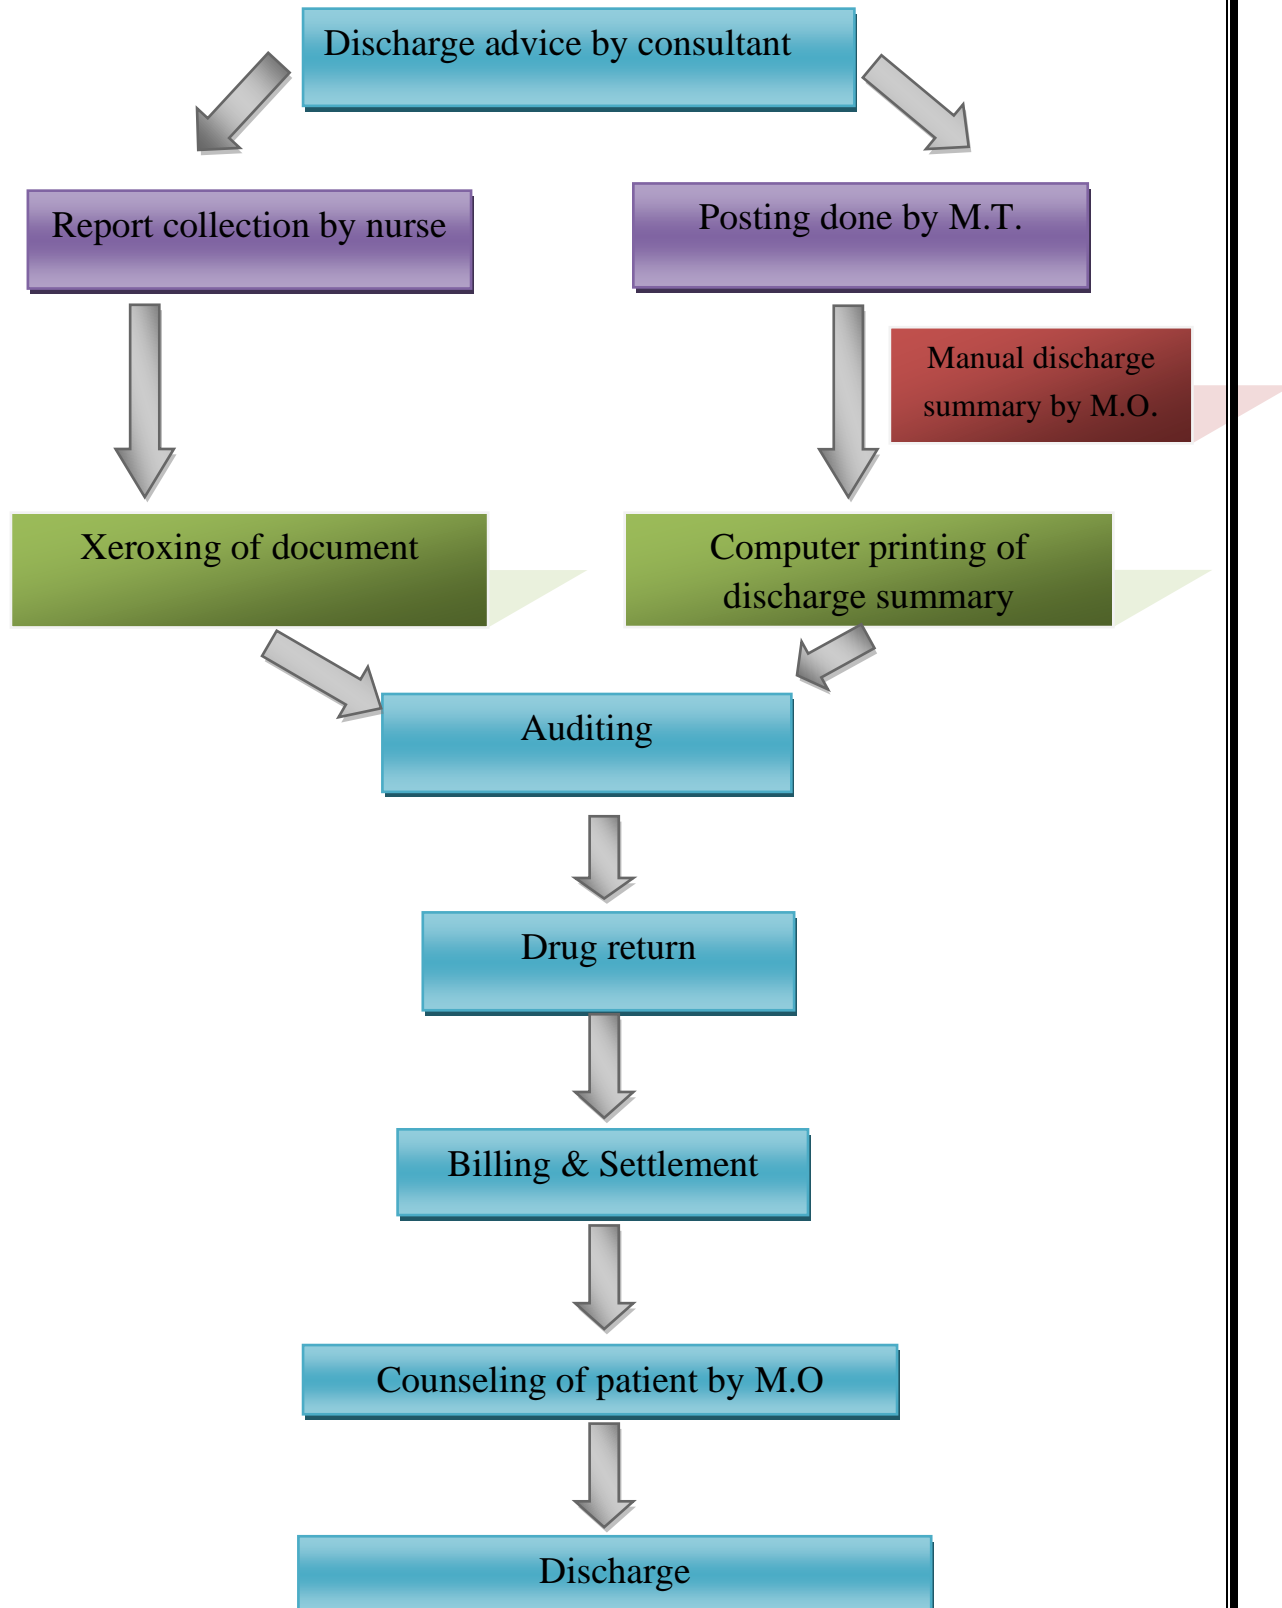 Discharge advice by consultant
Report collection by nurse
Posting done by M.T.
Manual discharge
summary by M.O.
Xeroxing of document
Computer printing of
discharge summary
Auditing
Drug return
Billing & Settlement
Counseling of patient by M.O
Discharge